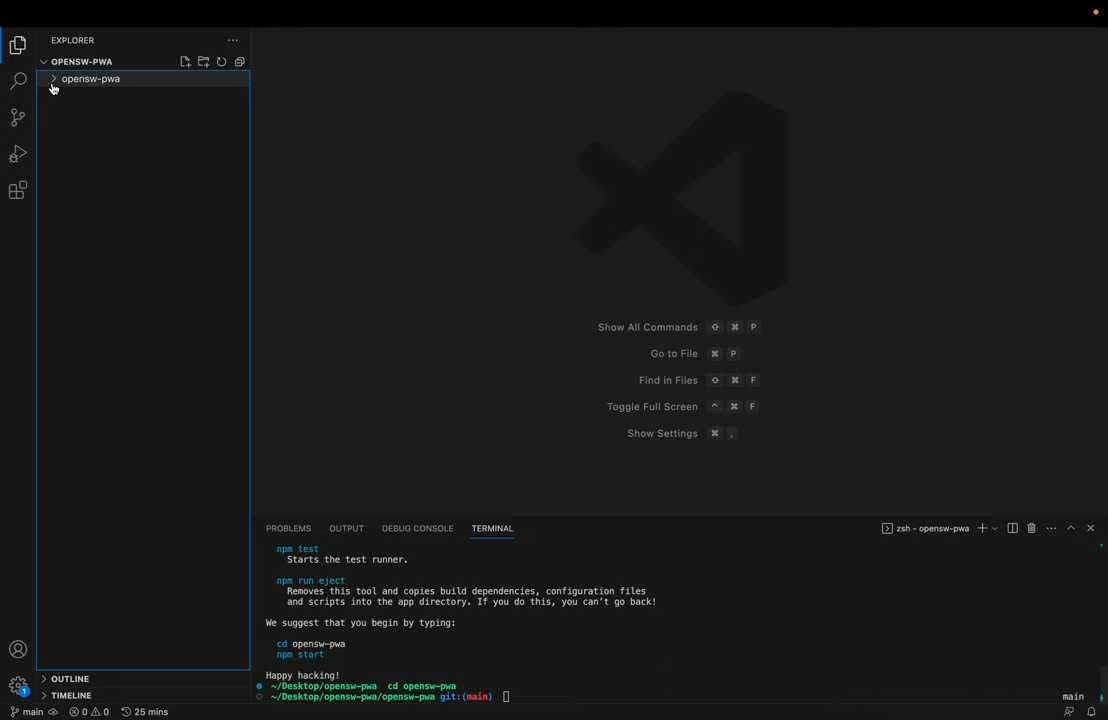 EXPLORER
OPENSW-PWA
opensw-pwa
Show All Commands ⇧ ⌘ P
Go to File ⌘ P
Find in Files ⇧ ⌘ F
Toggle Full Screen ⌃ ⌘ F
Show Settings ⌘ ,
PROBLEMS OUTPUT DEBUG CONSOLE TERMINAL
zsh - opensw-pwa
npm test
Starts the test runner.
npm run eject
Removes this tool and copies build dependencies, configuration files
and scripts into the app directory. If you do this, you can’t go back!
We suggest that you begin by typing:
cd opensw-pwa
npm start
Happy hacking!
~/Desktop/opensw-pwa cd opensw-pwa
~/Desktop/opensw-pwa/opensw-pwa git:(main)
main
OUTLINE
TIMELINE
1
main 0 0 25 mins